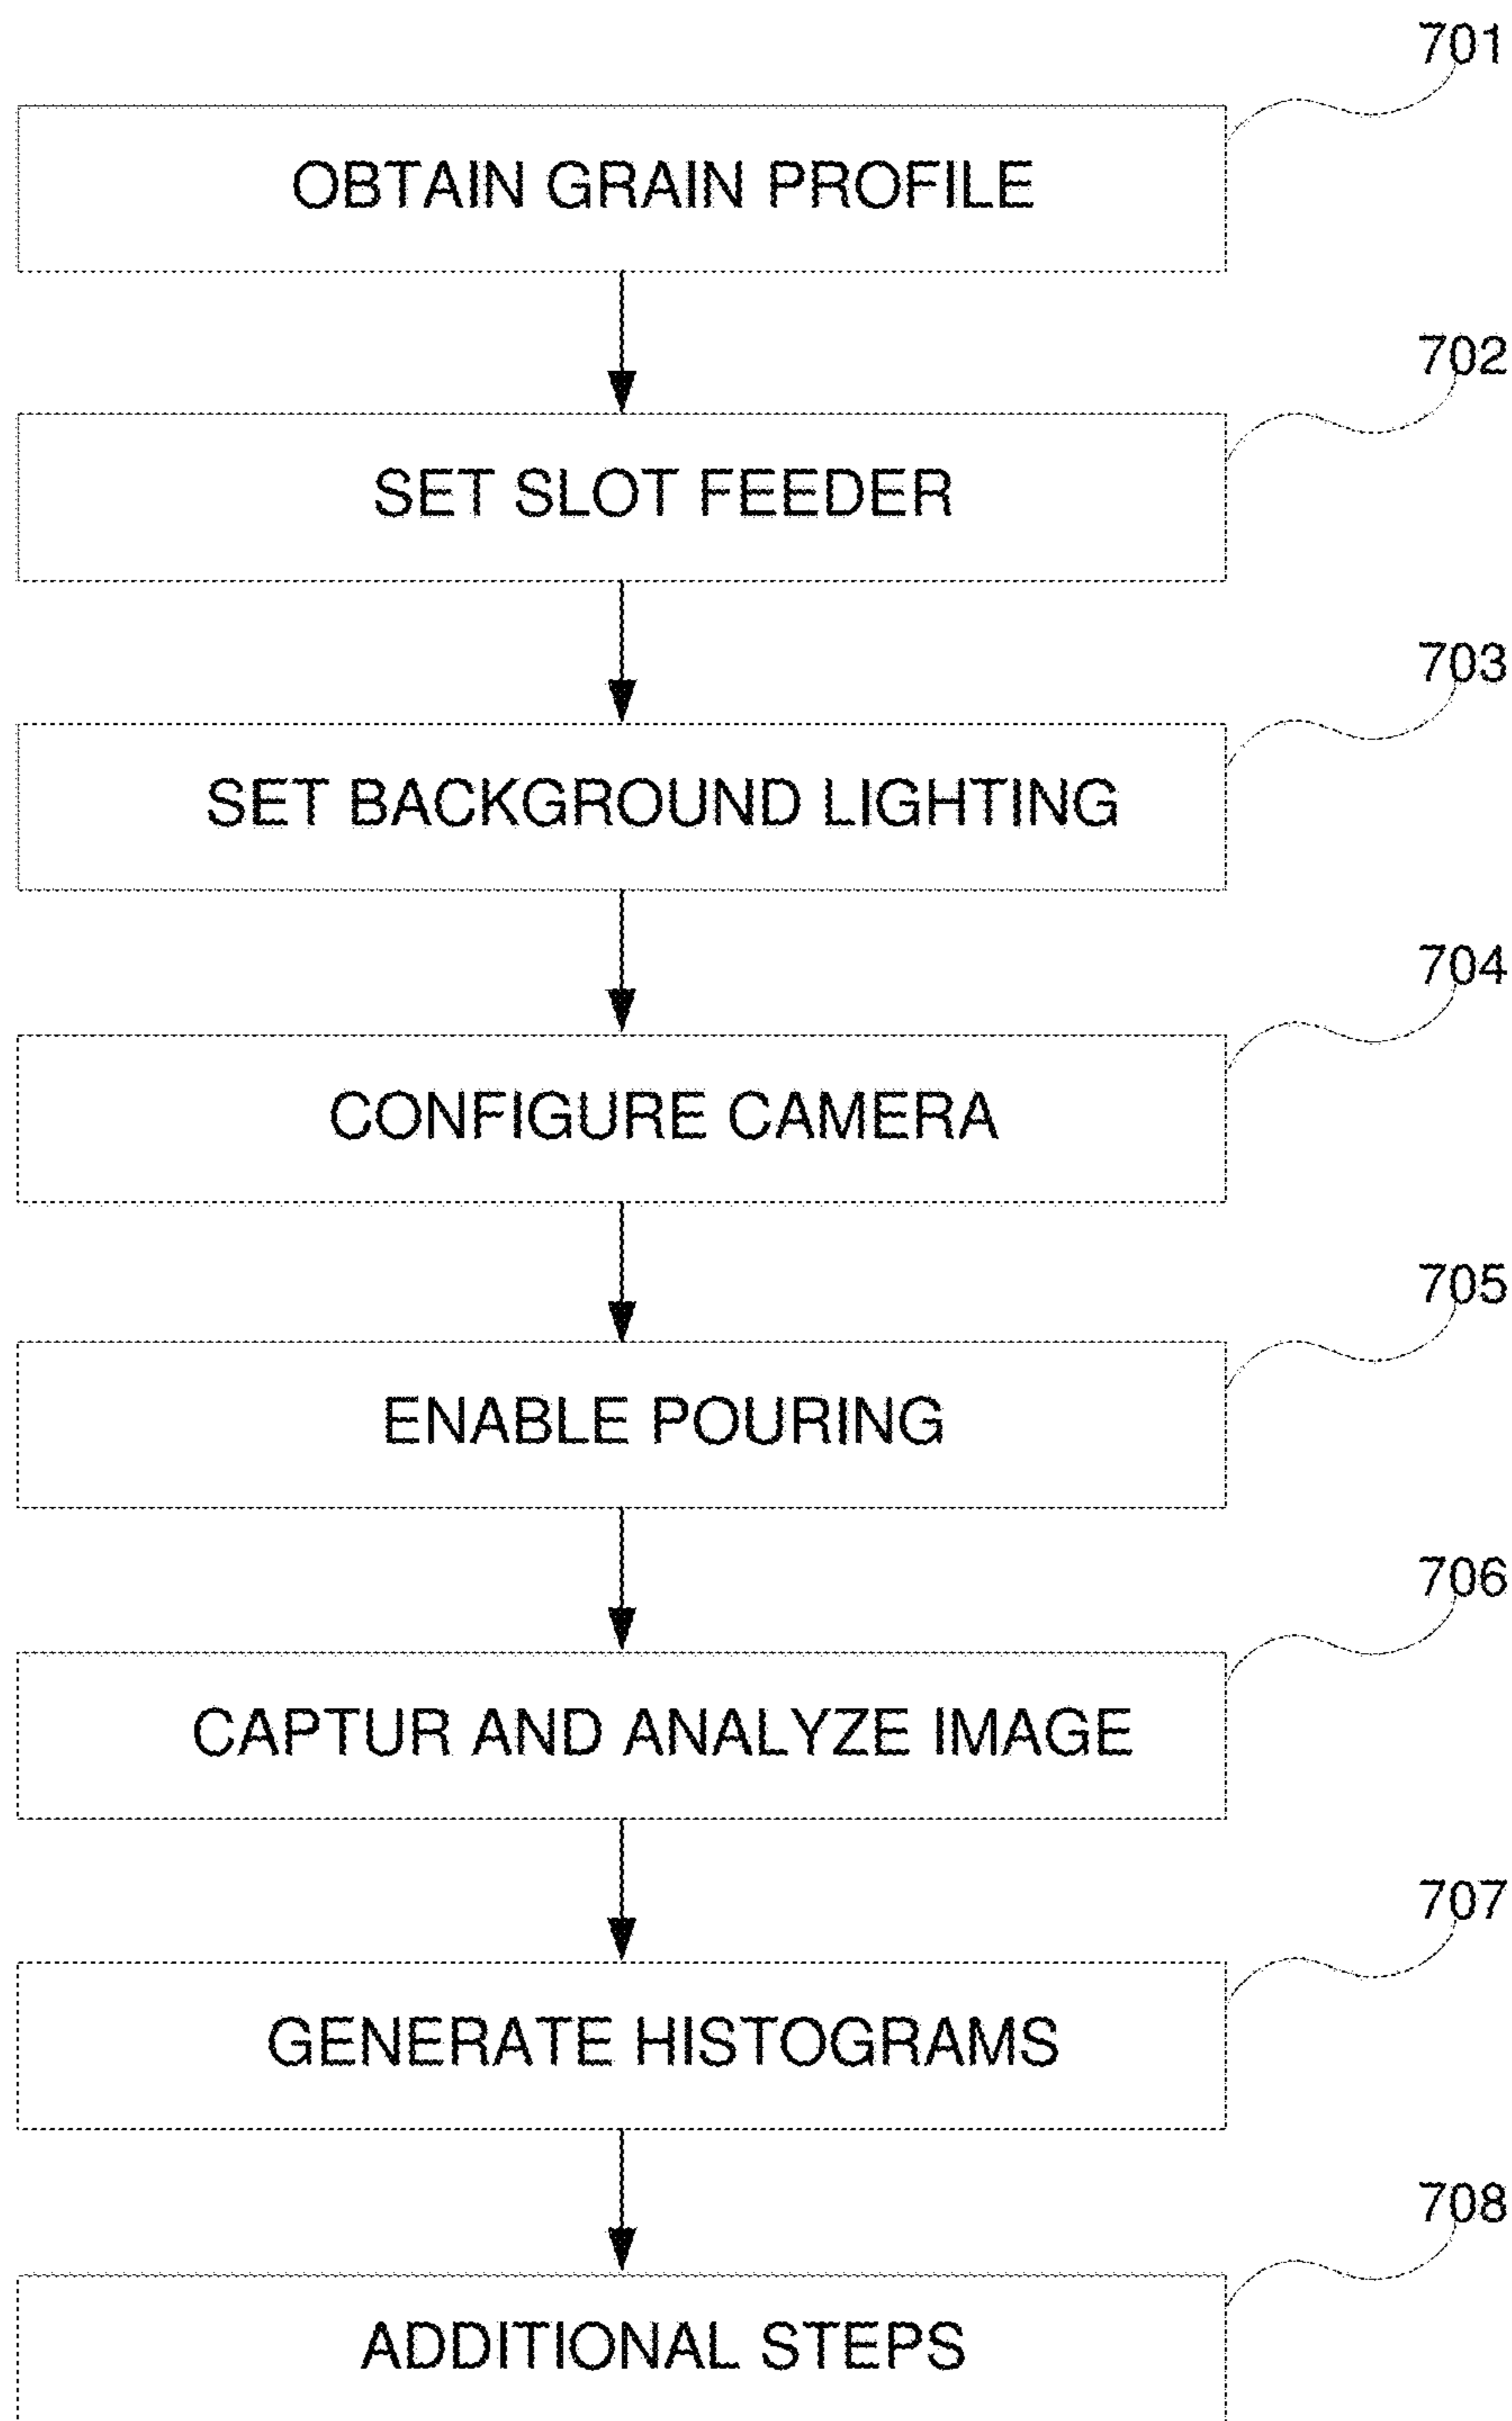 701
OBTAIN GRAIN PROFILE
702
SET SLOT FEEDER
703
SET BACKGROUND LIGHTING
704
CONFIGURE CAMERA
705
ENABLE POURING
706
CAPTUR AND ANALYZE IMAGE
707
GENERATE HISTOGRAMS
708
ADDITIONAL STEPS